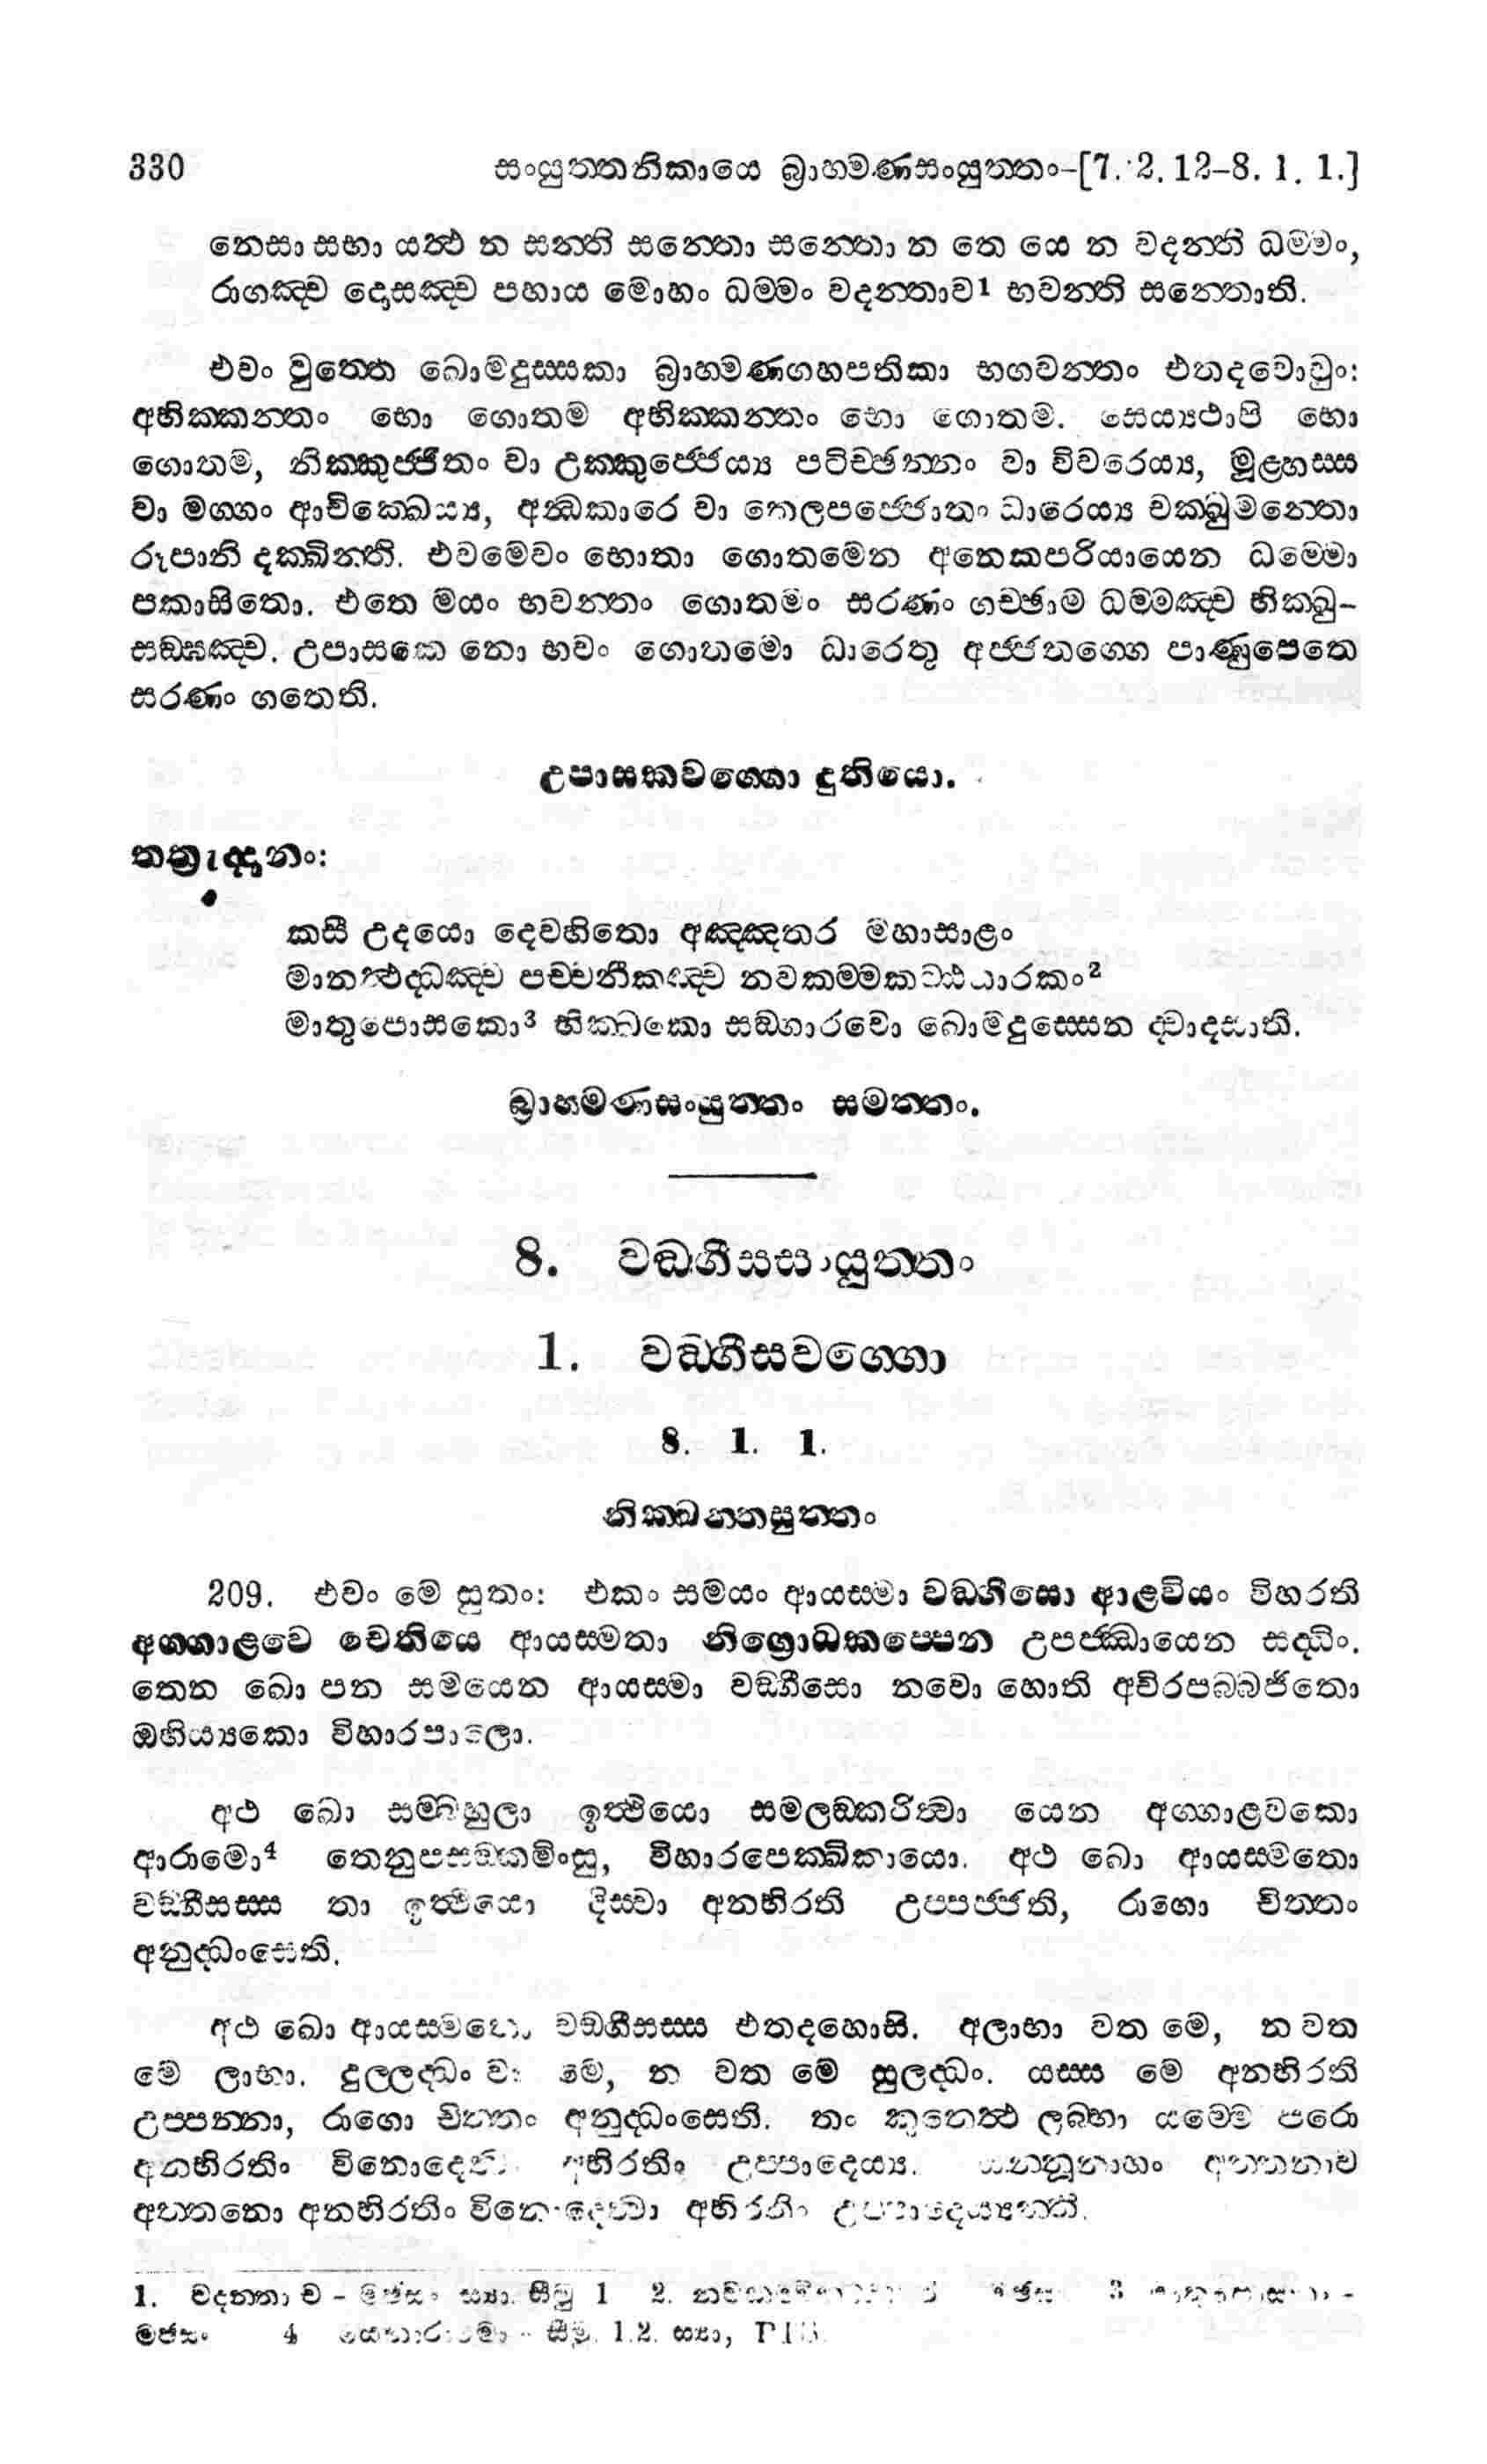 330 සංයුත්තනිකායෙ බ්‍රාහ්මණසංයුත්තං-[7. 2. 12-8. 1. 1.]
නෙසා සභා යත්‍ථ න සන්ති සන්තො සන්තො න තෙ යෙ න වදන්ති ධම්මං,
රාගඤ්ච දොසඤ්ච පහාය මොහං ධම්මං වදන්තාව1 භවන්ති සන්තොති.
එවං වුත්තෙ ඛොමදුස්සකා බ්‍රාහ්මණගහපතිකා භගවන්තං එතදවොචුං:
අභික්කන්තං භො ගොතම අභික්කන්තං භො ගොතම. සෙය්‍යථාපි භො
ගොතම, නික්කුජ්ජිතං වා උක්කුජ්ජෙය්‍ය පටිච්ඡන්නං වා විවරෙය්‍ය, මූළ්හස්ස
වා මග්ගං ආචික්ඛෙය්‍ය, අන්‍ධකාරෙ වා තෙලපජ්ජොතං ධාරෙය්‍ය චක්ඛුමන්තො
රූපානි දක්ඛින්ති. එවමෙවං භොතා ගොතමෙන අනෙකපරියායෙන ධම්මො
පකාසිතො. එතෙ මයං භවන්තං ගොතමං සරණං ගච්ඡාම ධම්මඤ්ච භික්ඛු-
සඞ්ඝඤ්ච. උපාසකෙ නො භවං ගොතමො ධාරෙතු අජ්ජතග්ගෙ පාණුපෙතෙ
සරණං ගතෙති.
උපාසකවග්ගො දුතියො.
තත්‍රුද්දානං:
කසී උදයො දෙවහිතො අඤ්ඤතර මහාසාළං
මානත්‍ථද්ධඤ්ච පච්චනීකඤ්ච නවකම්මකට්ඨහාරකං2
මාතුපොසකො3 භික්ඛකො සඞ්ගාරවො ඛොමදුස්සෙන ද්වාදසාති.
බ්‍රාහ්මණසංයුත්තං සමත්තං.
8. වඞ්ගීසසංයුත්තං
1. වඞ්ගීසවග්ගො
8. 1. 1.
නික්ඛන්තසුත්තං
209. එවං මෙ සුතං: එකං සමයං ආයස්මා වඞ්ගීසො ආළවියං විහරති
අග්ගාළවෙ චෙතියෙ ආයස්මතා නිග්‍රොධකප්පෙන උපජ්ඣායෙන සද්ධිං.
තෙන ඛො පන සමයෙන ආයස්මා වඞ්ගීසො නවො හොති අචිරපබ්බජිතො
ඔහිය්‍යකො විහාරපාලො.
අථ ඛො සම්බහුලා ඉත්‍ථියො සමලඞ්කරිත්‍වා යෙන අග්ගාළවකො
ආරාමො4 තෙනුපසඞ්කමිංසු, විහාරපෙක්ඛිකායො. අථ ඛො ආයස්මතො
වඞ්ගීසස්ස තා ඉත්‍ථියො දිස්වා අනභිරති උප්පජ්ජති, රාගො චිත්තං
අනුද්ධංසෙති.
අථ ඛො ආයස්මතො වඞ්ගීසස්ස එතදහොසි. අලාභා වත මෙ, න වත
මෙ ලාභා. දුල්ලද්ධං වත මෙ, න වත මෙ සුලද්ධං. යස්ස මෙ අනභිරති
උප්පන්නා, රාගො චිත්තං අනුද්ධංසෙති. තං කුතෙත්‍ථ ලබ්භා යම්මෙ පරො
අනභිරතිං විනොදෙත්‍වා අභිරතිං උප්පාදෙය්‍ය. යන්නූනාහං අත්තනාව
අත්තනො අනභිරතිං විනොදෙත්‍වා අභිරතිං උප්පාදෙය්‍යන්ති.
1. වදන්තා ච - මජසං ස්‍යා. සීමු 1 2. 3 -
මජසං 4 සීමු. 1.2. ස්‍යා, PTS.